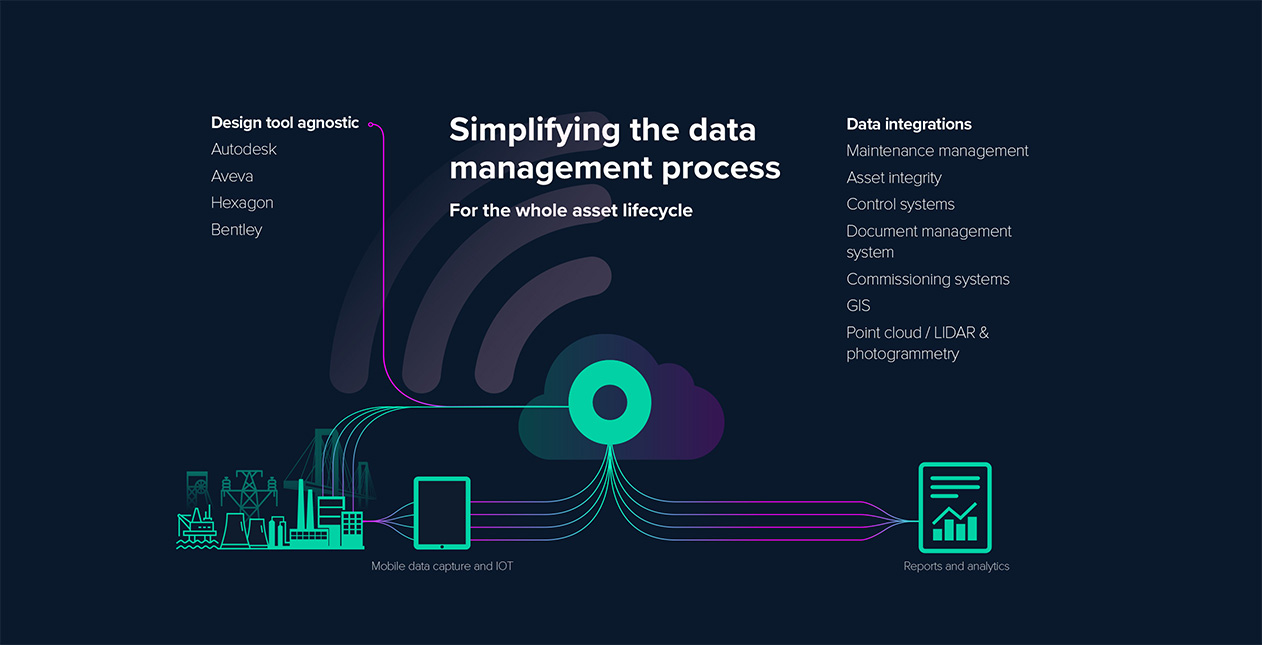 Design tool agnostic
Autodesk
Aveva
Hexagon
Bentley
Simplifying the data
management process
For the whole asset lifecycle
Data integrations
Maintenance management
Asset integrity
Control systems
Document management
system
Commissioning systems
GIS
Point cloud / LIDAR &
photogrammetry
Mobile data capture and IOT
Reports and analytics